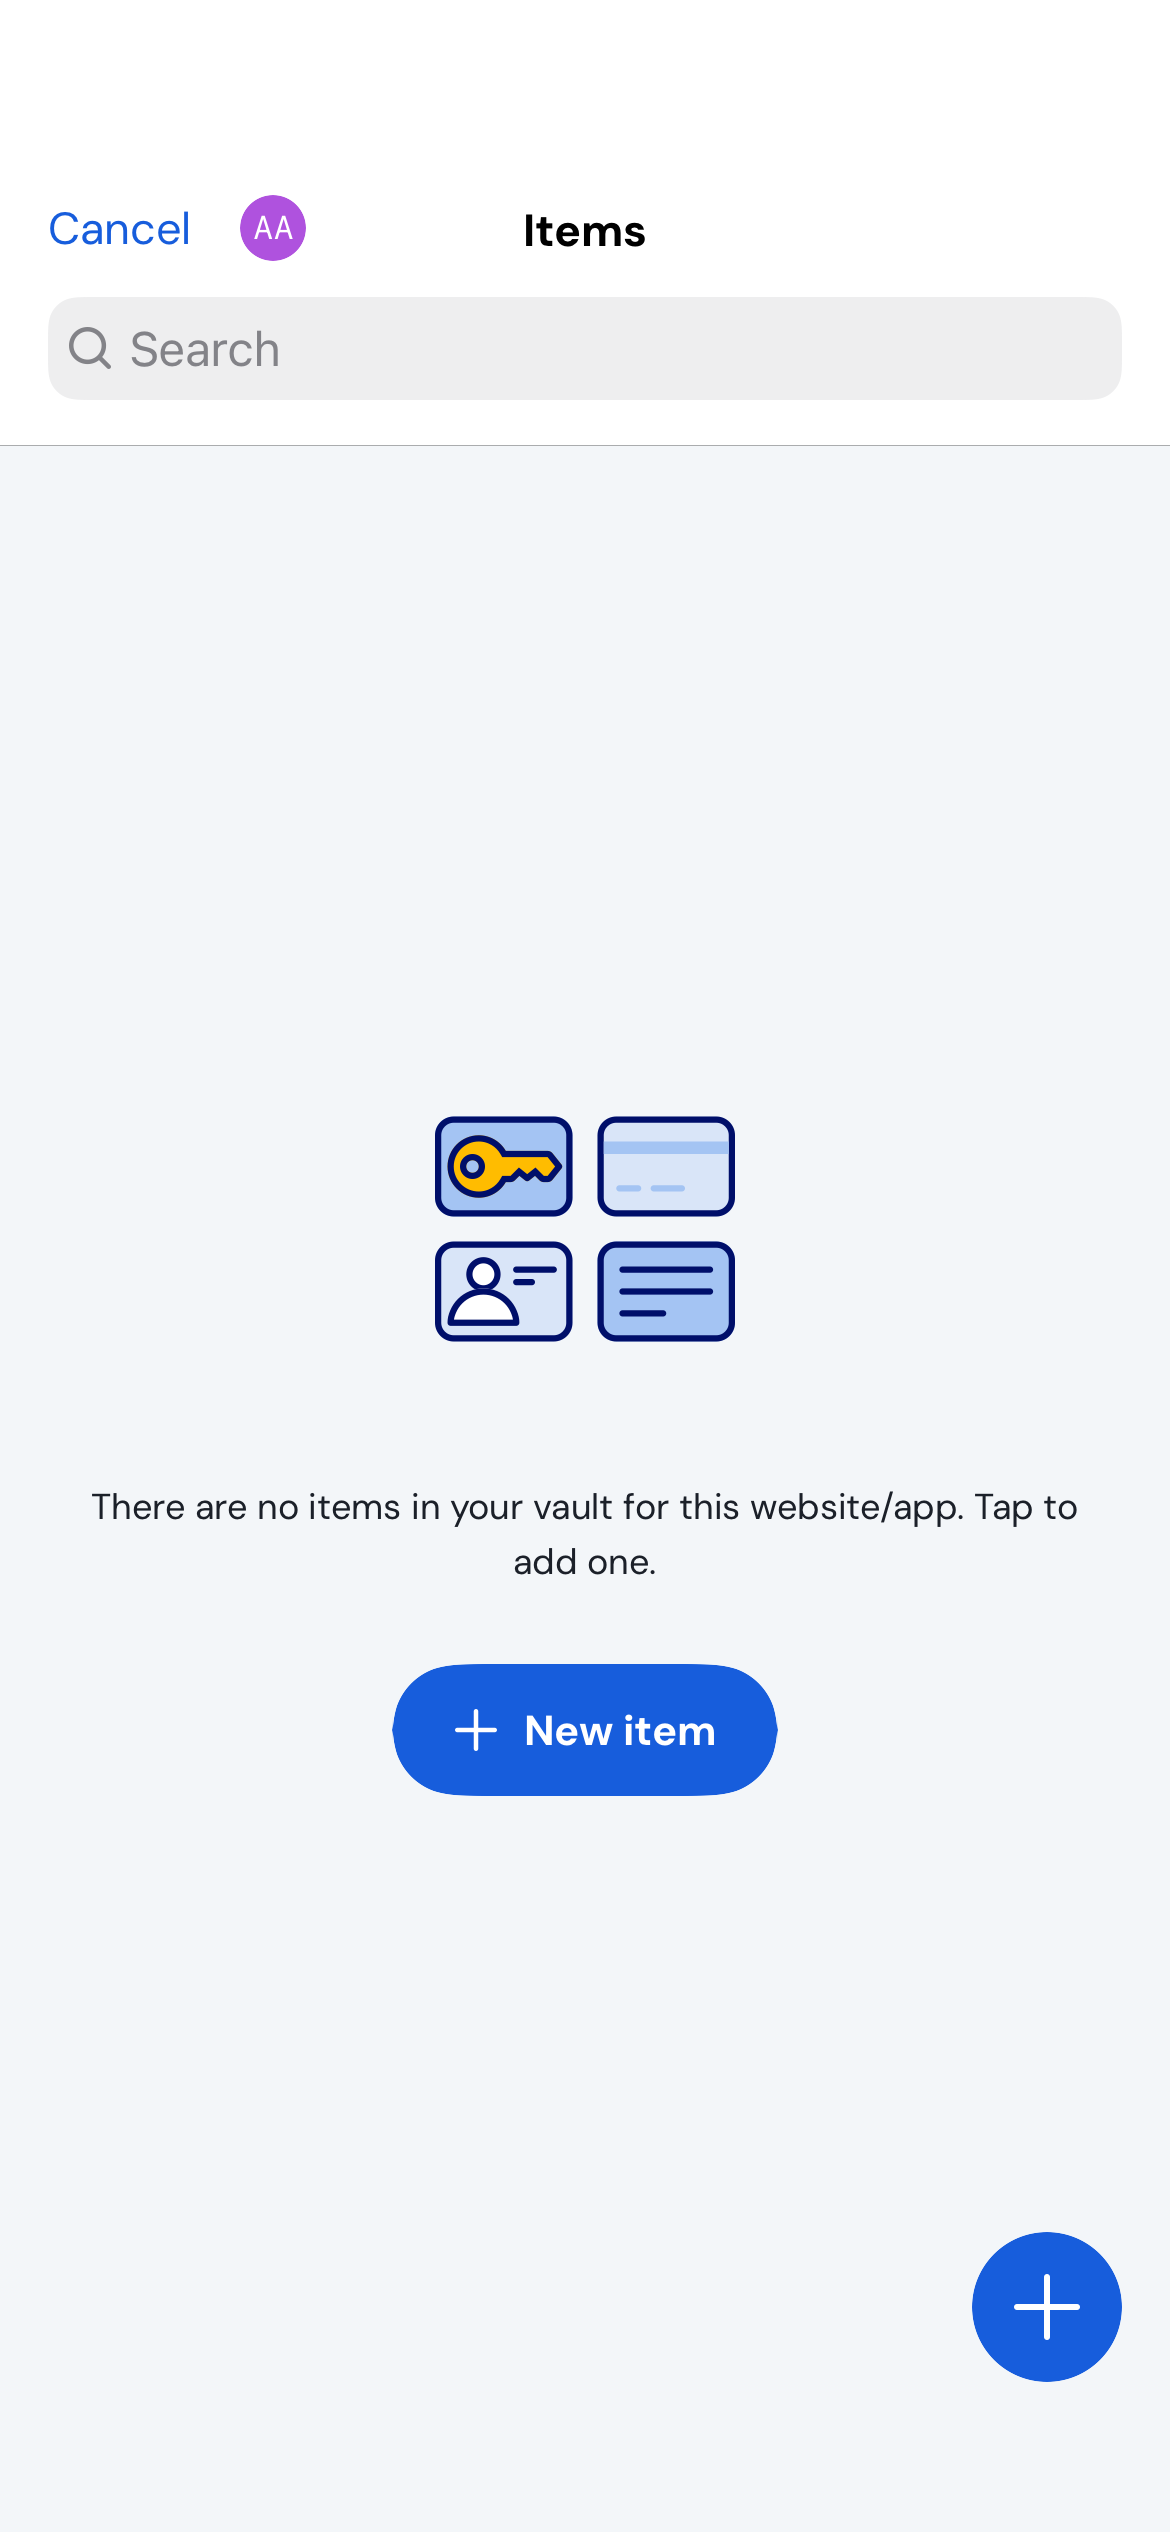 Cancel
AA
Items
Search
There are no items in your vault for this website/app. Tap to
add one.
New item